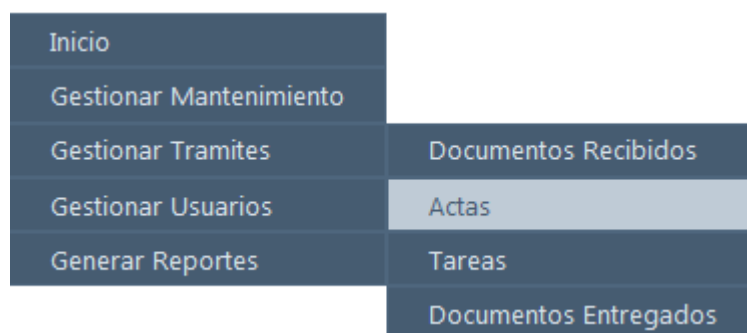 Inicio
Gestionar Mantenimiento
Gestionar Tramites
Gestionar Usuarios
Generar Reportes
Documentos Recibidos
Actas
Tareas
Documentos Entregados